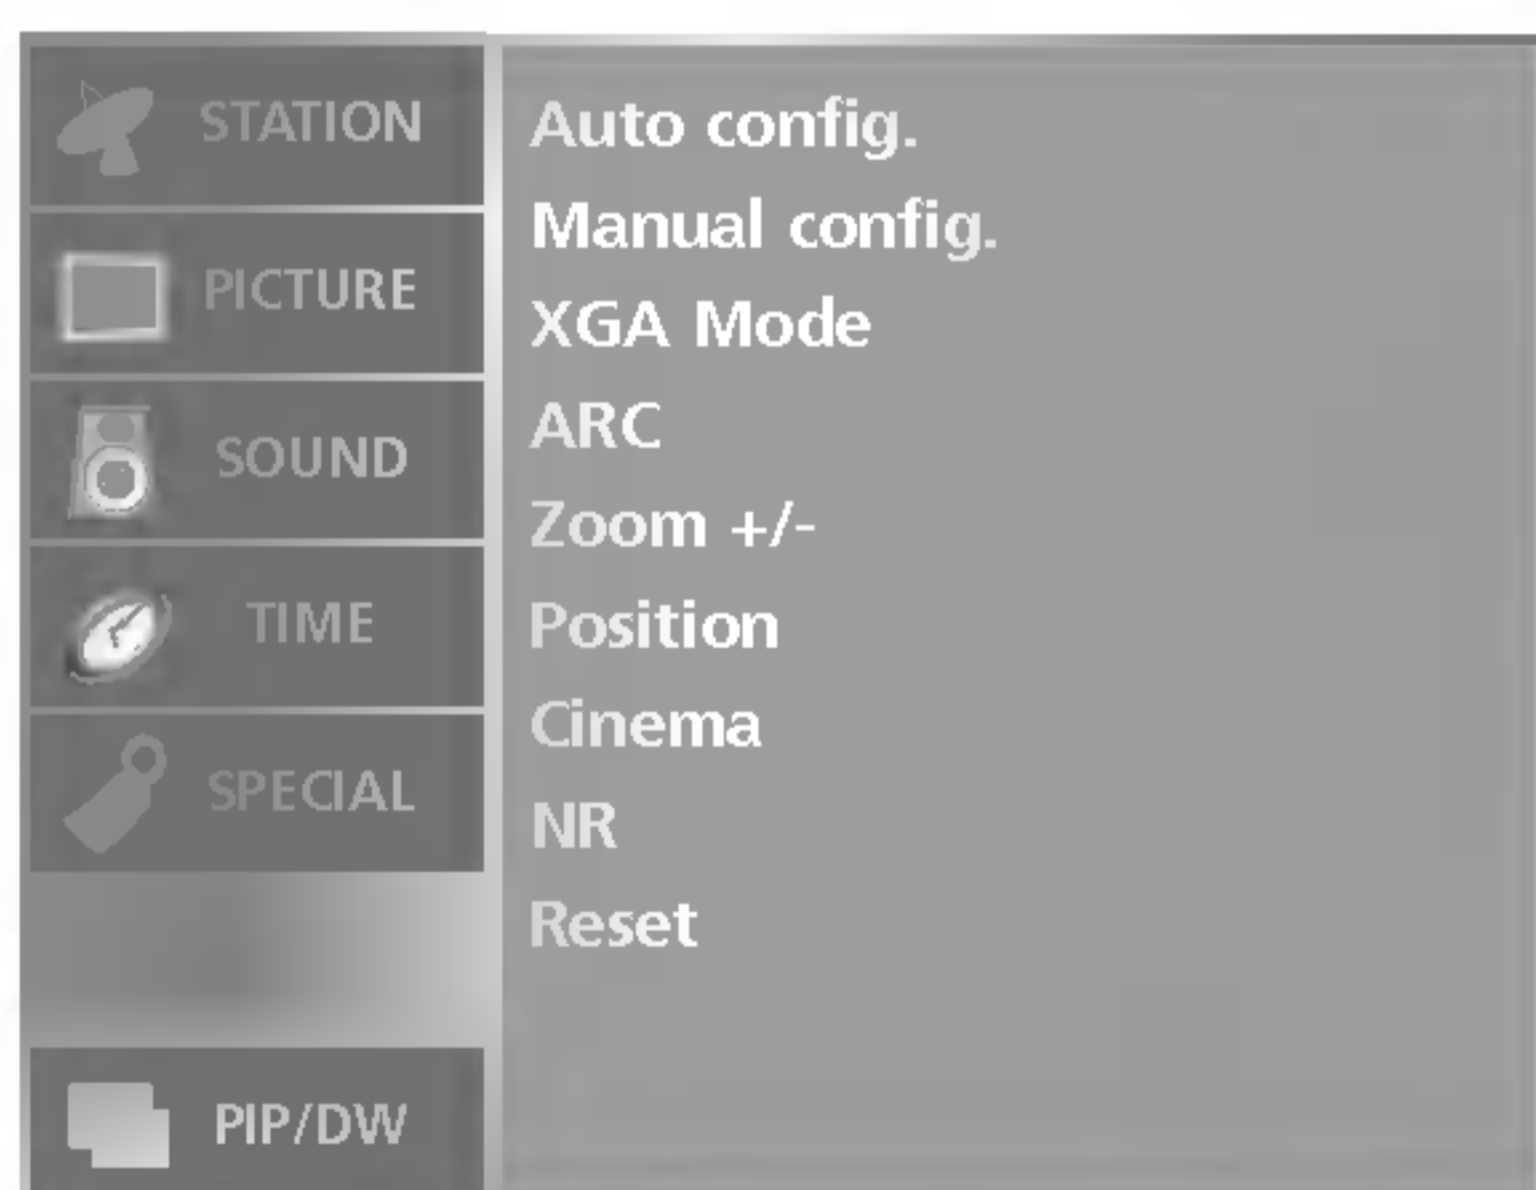 STATION
PICTURE
SOUND
TIME
SPECIAL
PIP/DW
Auto config.
Manual config.
XGA Mode
ARC
Zoom +/-
Position
Cinema
NR
Reset